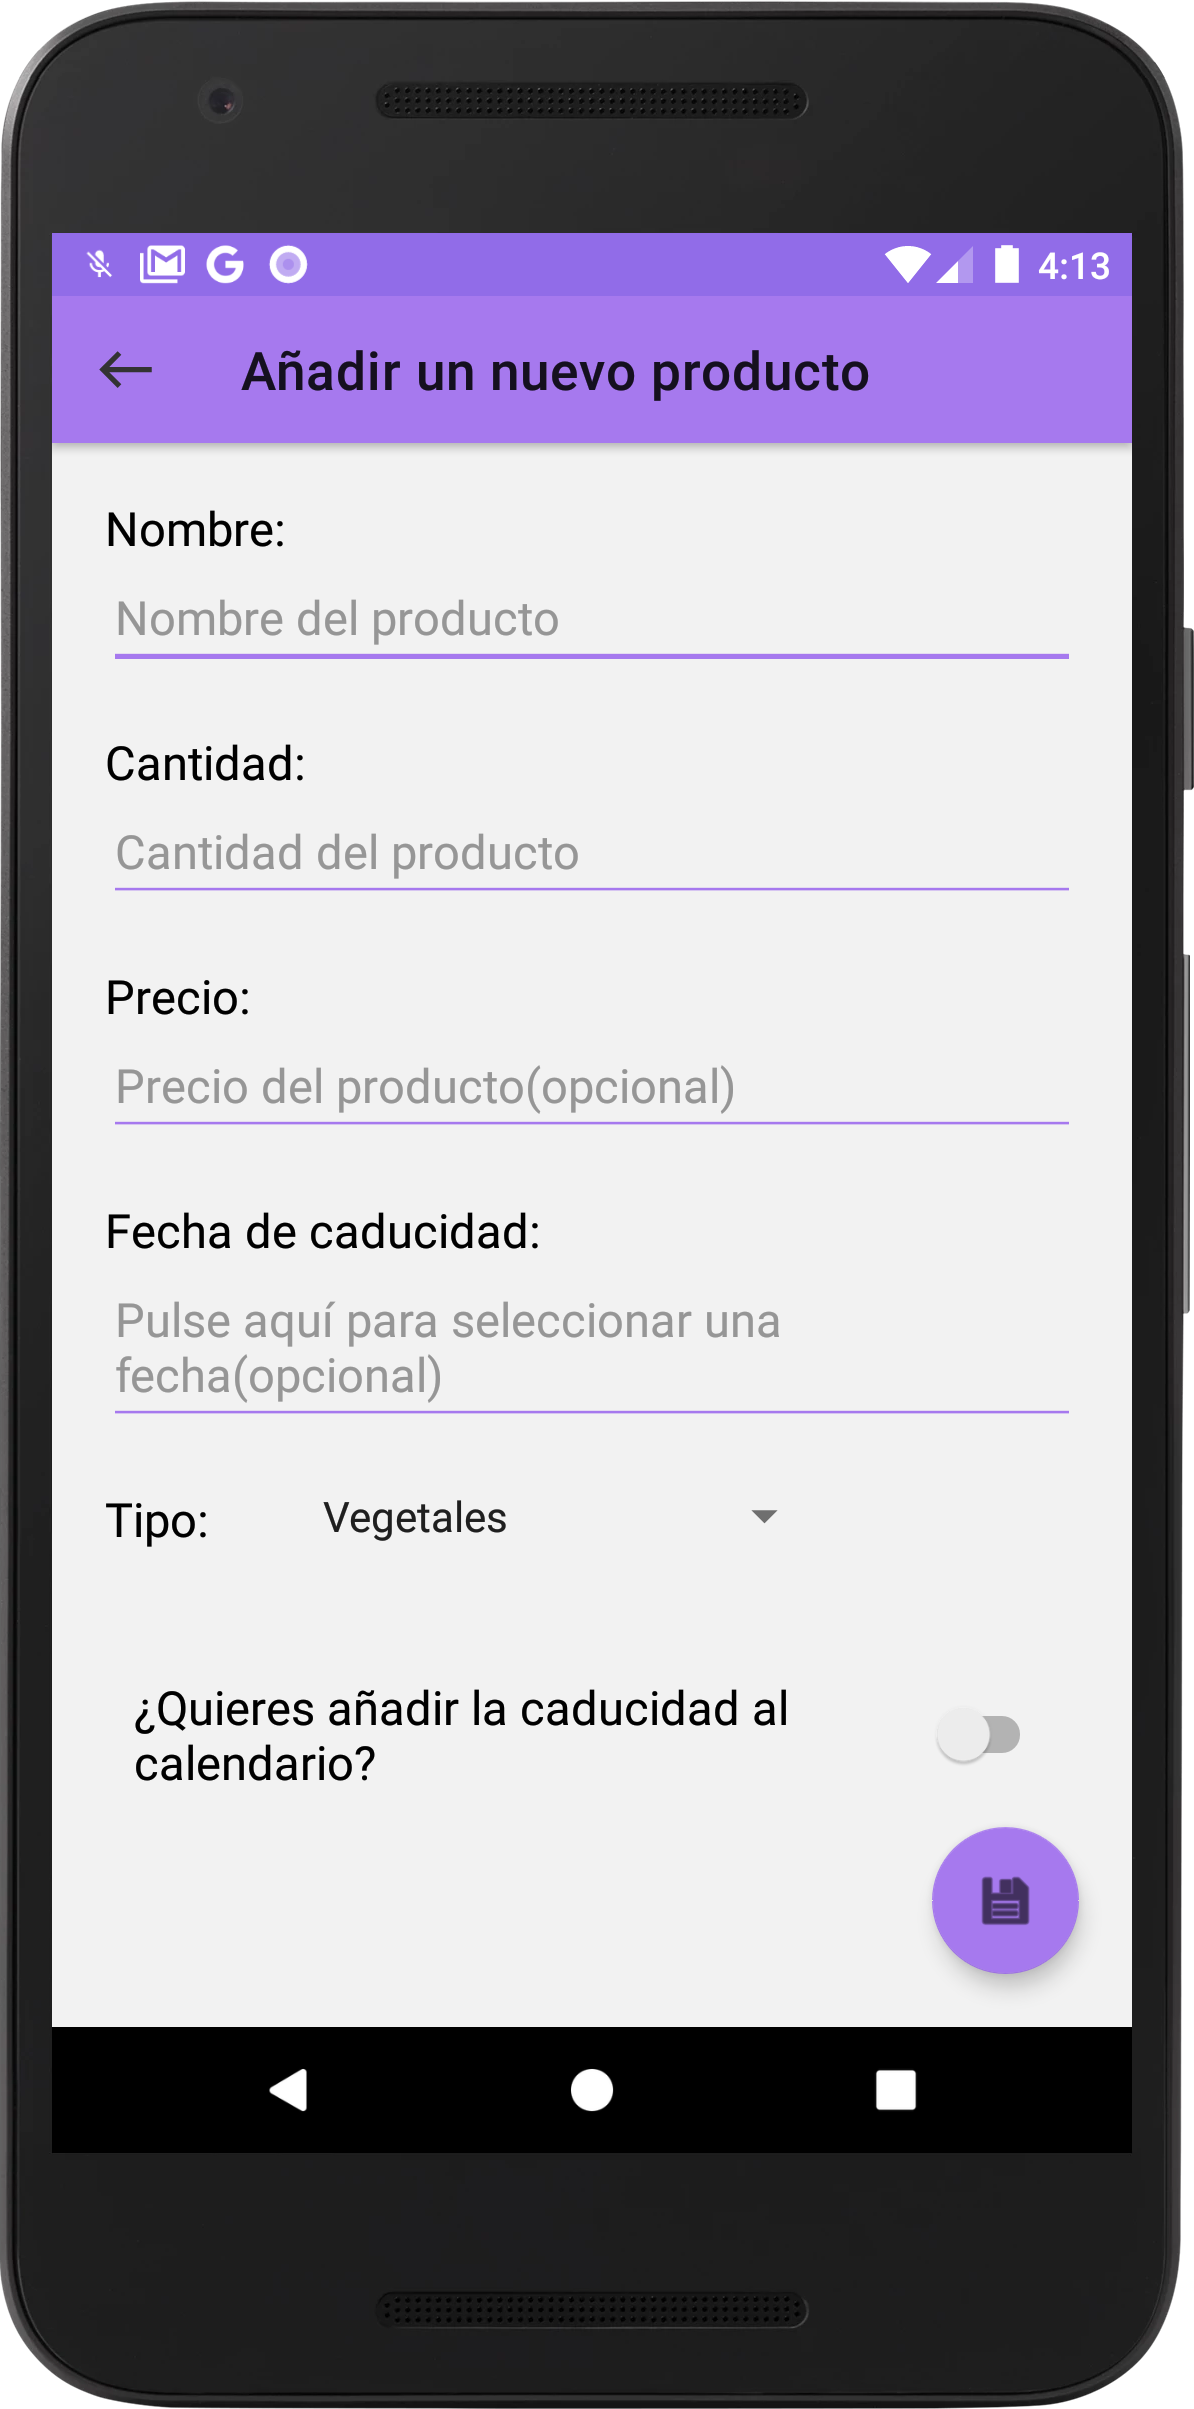 4:13
Añadir un nuevo producto
Nombre:
Nombre del producto
Cantidad:
Cantidad del producto
Precio:
Precio del producto(opcional)
Fecha de caducidad:
Pulse aquí para seleccionar una
fecha(opcional)
Tipo: Vegetales
¿Quieres añadir la caducidad al
calendario?